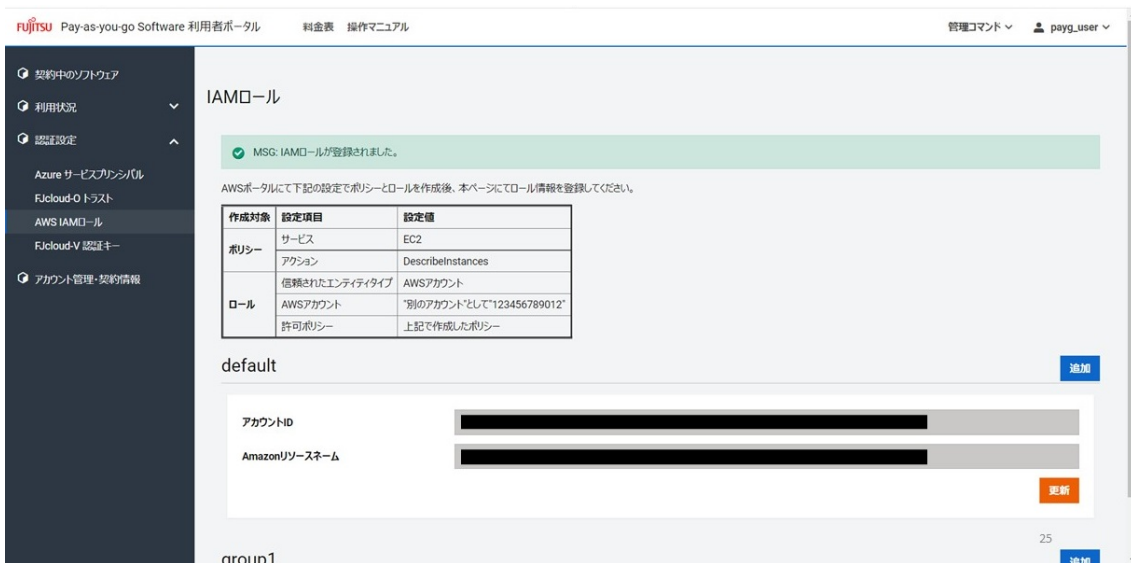 FUJITSU Pay-as-you-go Software 利用者ポータル 料金表 操作マニュアル 管理コマンド payg_user
契約中のソフトウェア
利用状況
認証設定
Azure サービスプリンシパル
FJcloud-O トラスト
AWS IAMロール
FJcloud-V 認証キー
アカウント管理・契約情報
IAMロール
MSG: IAMロールが登録されました。
AWSポータルにて下記の設定でポリシーとロールを作成後、本ページにてロール情報を登録してください。
作成対象 設定項目 設定値
ポリシー サービス EC2
アクション DescribeInstances
ロール 信頼されたエンティティタイプ AWSアカウント
AWSアカウント "別のアカウント"として"123456789012"
許可ポリシー 上記で作成したポリシー
default 追加
アカウントID
Amazonリソースネーム
更新
25
group1 追加